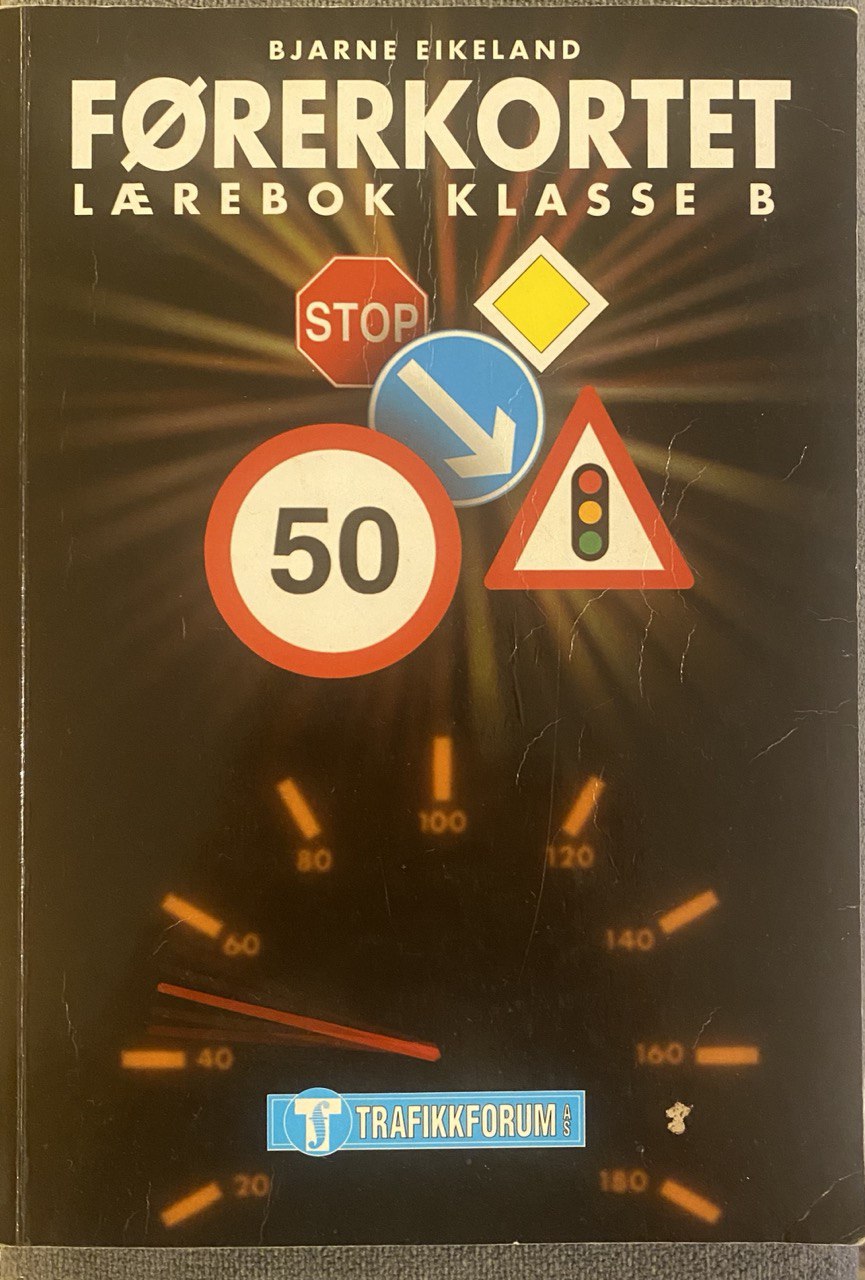 BJARNE EIKELAND
FØRERKORTET
LÆREBOK KLASSE B
STOP
50
100
80
120
60
140
40
160
TRAFIKKFORUM AS
20
180